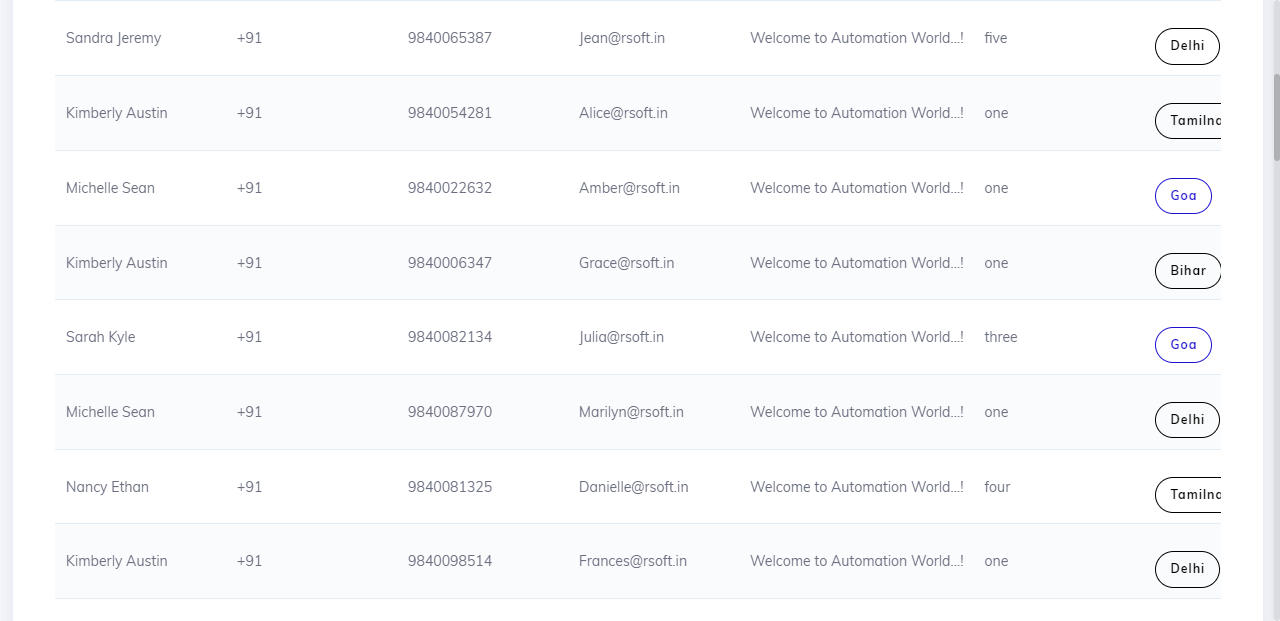 Sandra Jeremy +91 9840065387 Jean@rsoft.in Welcome to Automation World...! five Delhi
Kimberly Austin +91 9840054281 Alice@rsoft.in Welcome to Automation World...! one Tamilna
Michelle Sean +91 9840022632 Amber@rsoft.in Welcome to Automation World...! one Goa
Kimberly Austin +91 9840006347 Grace@rsoft.in Welcome to Automation World...! one Bihar
Sarah Kyle +91 9840082134 Julia@rsoft.in Welcome to Automation World...! three Goa
Michelle Sean +91 9840087970 Marilyn@rsoft.in Welcome to Automation World...! one Delhi
Nancy Ethan +91 9840081325 Danielle@rsoft.in Welcome to Automation World...! four Tamilna
Kimberly Austin +91 9840098514 Frances@rsoft.in Welcome to Automation World...! one Delhi